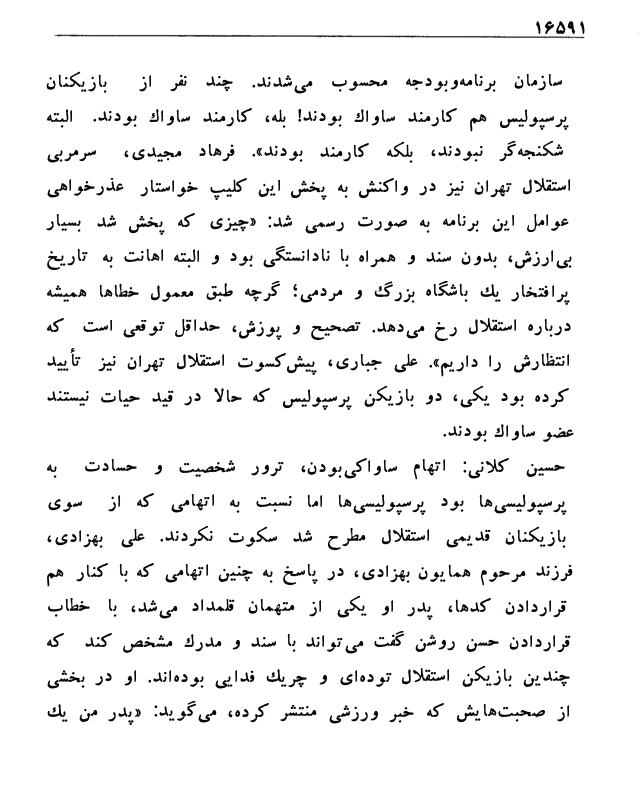 ۱۶۵۹۱
سازمان برنامه‌وبودجه محسوب می‌شدند. چند نفر از بازیکنان
پرسپولیس هم کارمند ساواك بودند! بله، کارمند ساواك بودند. البته
شکنجه‌گر نبودند، بلکه کارمند بودند». فرهاد مجیدی، سرمربی
استقلال تهران نیز در واکنش به پخش این کلیپ خواستار عذرخواهی
عوامل این برنامه به صورت رسمی شد: «چیزی که پخش شد بسیار
بی‌ارزش، بدون سند و همراه با نادانستگی بود و البته اهانت به تاریخ
پرافتخار يك باشگاه بزرگ و مردمی؛ گرچه طبق معمول خطاها همیشه
درباره استقلال رخ می‌دهد. تصحیح و پوزش، حداقل توقعی است که
انتظارش را داریم». علی جباری، پیش‌کسوت استقلال تهران نیز تأیید
کرده بود یکی، دو بازیکن پرسپولیس که حالا در قید حیات نیستند
عضو ساواك بودند.
حسین کلانی: اتهام ساواکی‌بودن، ترور شخصیت و حسادت به
پرسپولیسی‌ها بود پرسپولیسی‌ها اما نسبت به اتهامی که از سوی
بازیکنان قدیمی استقلال مطرح شد سکوت نکردند. علی بهزادی،
فرزند مرحوم همایون بهزادی، در پاسخ به چنین اتهامی که با کنار هم
قراردادن کدها، پدر او یکی از متهمان قلمداد می‌شد، با خطاب
قراردادن حسن روشن گفت می‌تواند با سند و مدرك مشخص کند که
چندین بازیکن استقلال توده‌ای و چريك فدایی بوده‌اند. او در بخشی
از صحبت‌هایش که خبر ورزشی منتشر کرده، می‌گوید: «پدر من يك